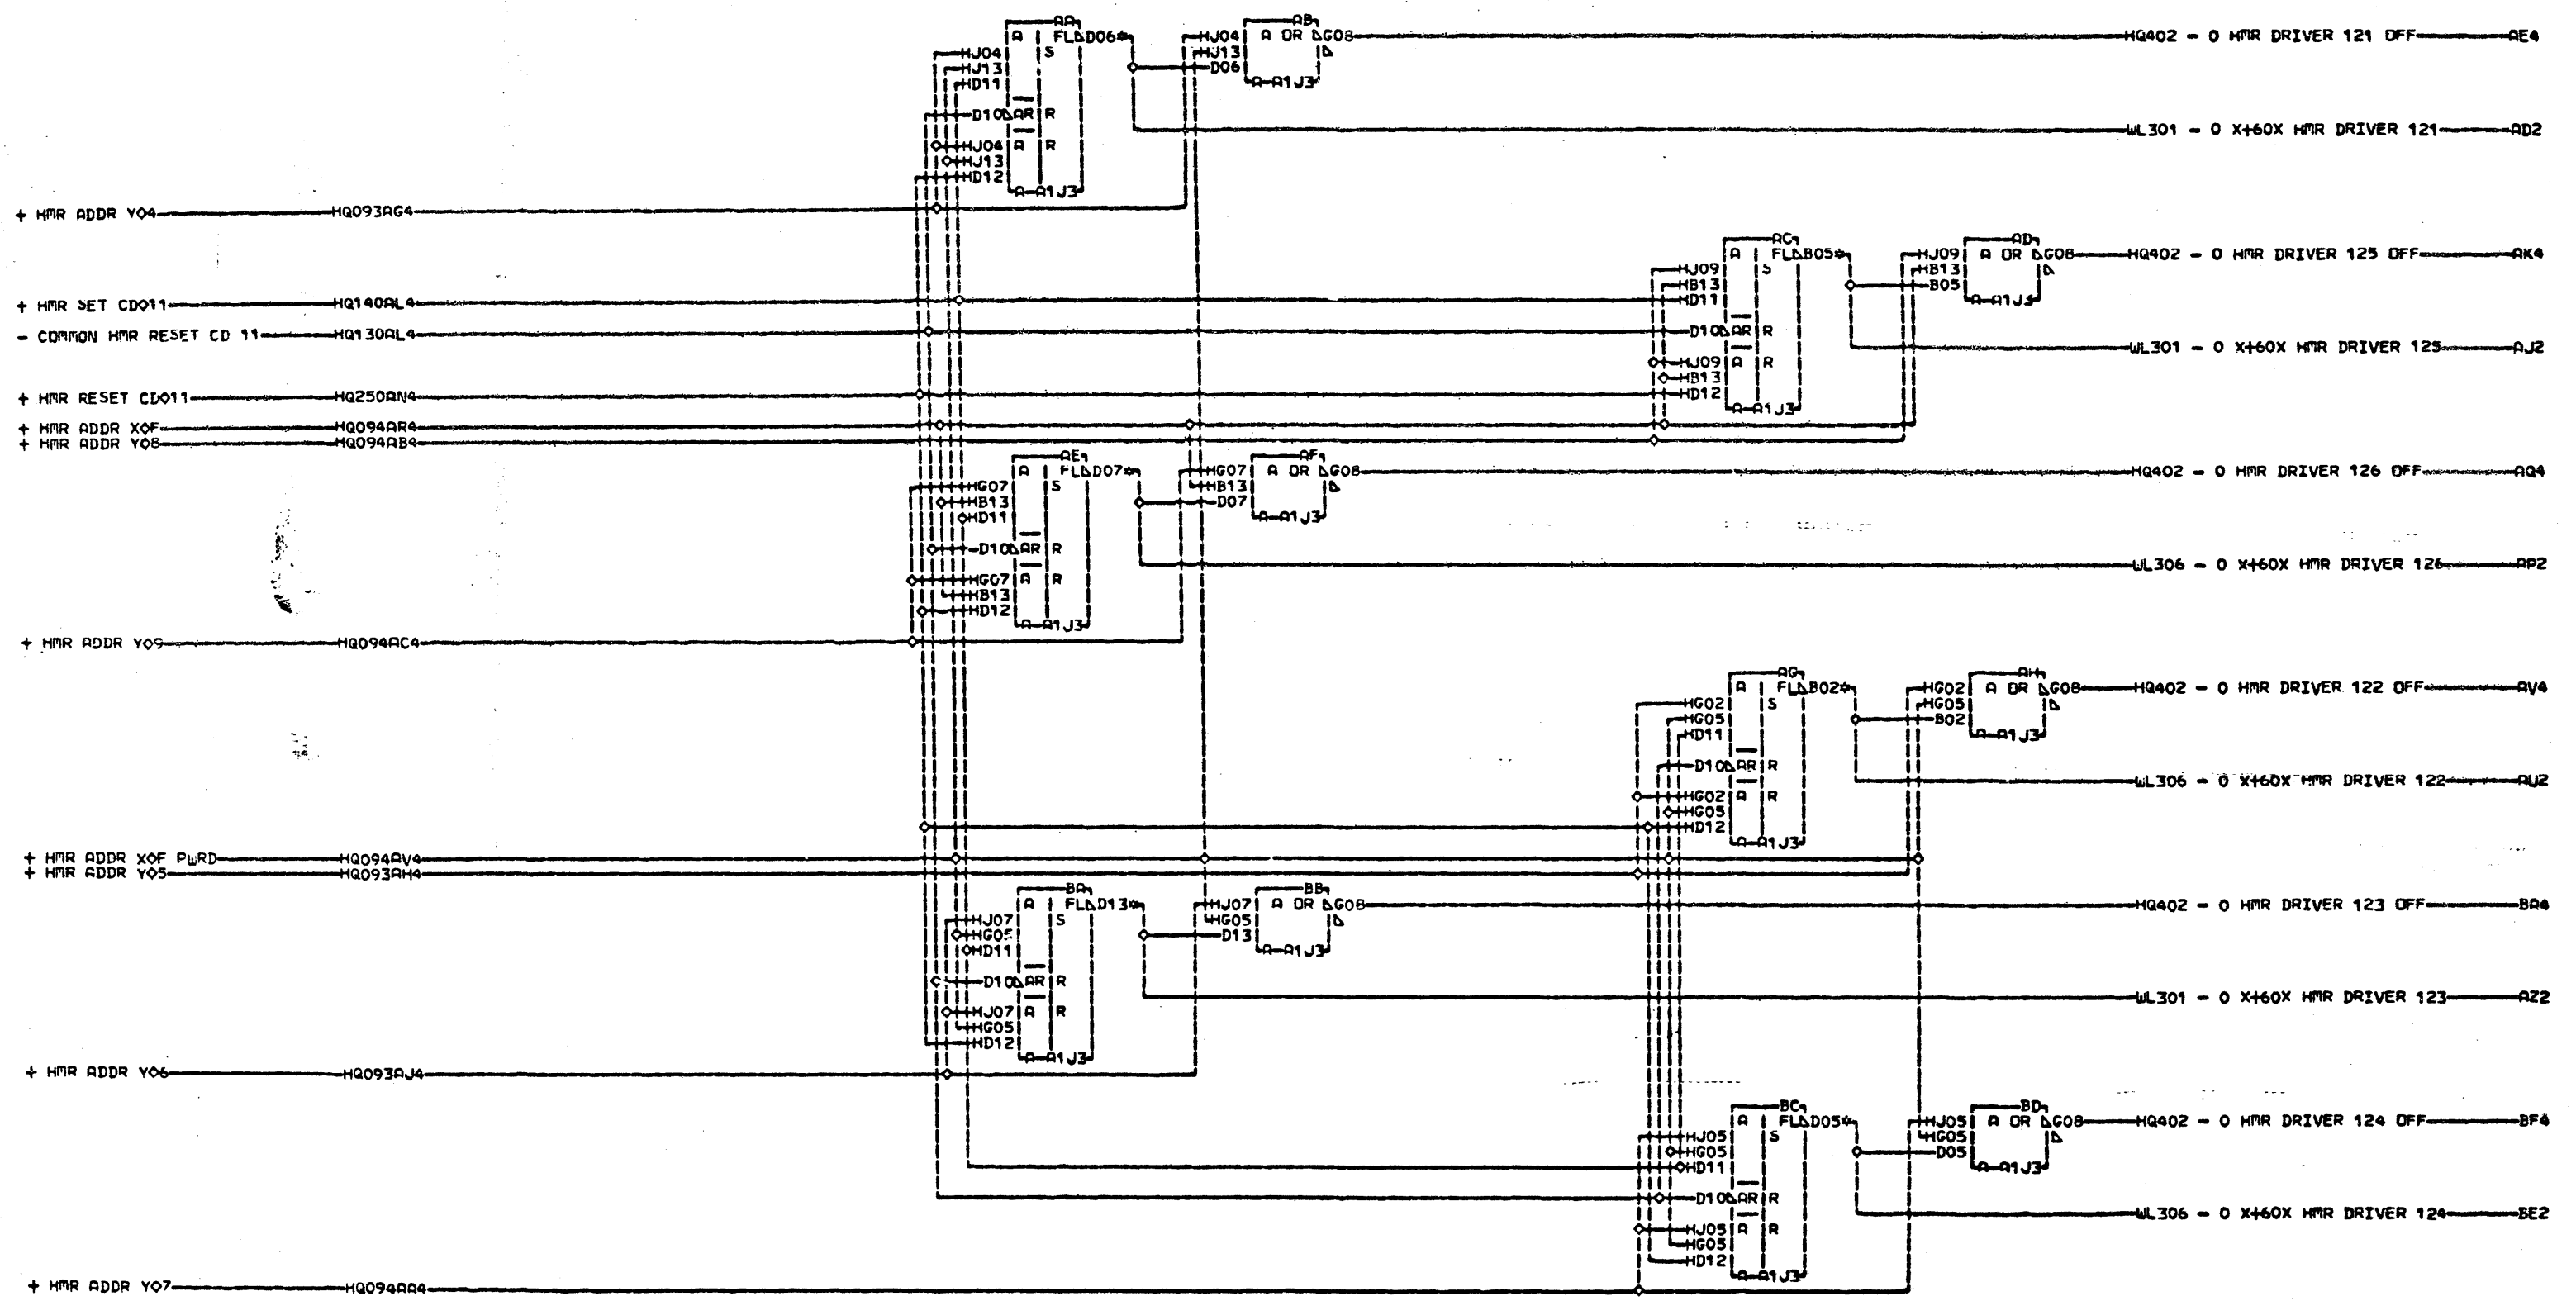 AA AB
A FL D06* HJ04 A OR G08 HQ402 - 0 HMR DRIVER 121 OFF AE4
HJ04 S HJ13
HJ13 D06
HD11 A-A1J3
D10 AR R WL301 - 0 X+60X HMR DRIVER 121 AD2
HJ04 A R
HJ13
HD12 A-A1J3
+ HMR ADDR Y04 HQ093AG4
AC AD
A FL B05* HJ09 A OR G08 HQ402 - 0 HMR DRIVER 125 OFF AK4
HJ09 S HB13
HB13 B05
+ HMR SET CD011 HQ140AL4 HD11 A-A1J3
- COMMON HMR RESET CD 11 HQ130AL4 D10 AR R
WL301 - 0 X+60X HMR DRIVER 125 AJ2
HJ09 A R
HB13
+ HMR RESET CD011 HQ250AN4 HD12
A-A1J3
+ HMR ADDR X0F HQ094AR4
+ HMR ADDR Y08 HQ094AB4
AE AF
A FL D07* HG07 A OR G08 HQ402 - 0 HMR DRIVER 126 OFF AQ4
HG07 S HB13
HB13 D07
HD11 A-A1J3
D10 AR R
WL306 - 0 X+60X HMR DRIVER 126 AP2
HG07 A R
HB13
HD12
A-A1J3
+ HMR ADDR Y09 HQ094AC4
AG AH
A FL B02* HG02 A OR G08 HQ402 - 0 HMR DRIVER 122 OFF AV4
HG02 S HG05
HG05 B02
HD11 A-A1J3
D10 AR R
WL306 - 0 X+60X HMR DRIVER 122 AU2
HG02 A R
HG05
HD12
A-A1J3
+ HMR ADDR X0F PWRD HQ094AV4
+ HMR ADDR Y05 HQ093AH4
BA BB
A FL D13* HJ07 A OR G08 HQ402 - 0 HMR DRIVER 123 OFF BA4
HJ07 S HG05
HG05 D13
HD11 A-A1J3
D10 AR R
WL301 - 0 X+60X HMR DRIVER 123 AZ2
HJ07 A R
HG05
HD12
A-A1J3
+ HMR ADDR Y06 HQ093AJ4
BC BD
A FL D05* HJ05 A OR G08 HQ402 - 0 HMR DRIVER 124 OFF BF4
HJ05 S HG05
HG05 D05
HD11 A-A1J3
D10 AR R
WL306 - 0 X+60X HMR DRIVER 124 BE2
HJ05 A R
HG05
HD12
A-A1J3
+ HMR ADDR Y07 HQ094AA4